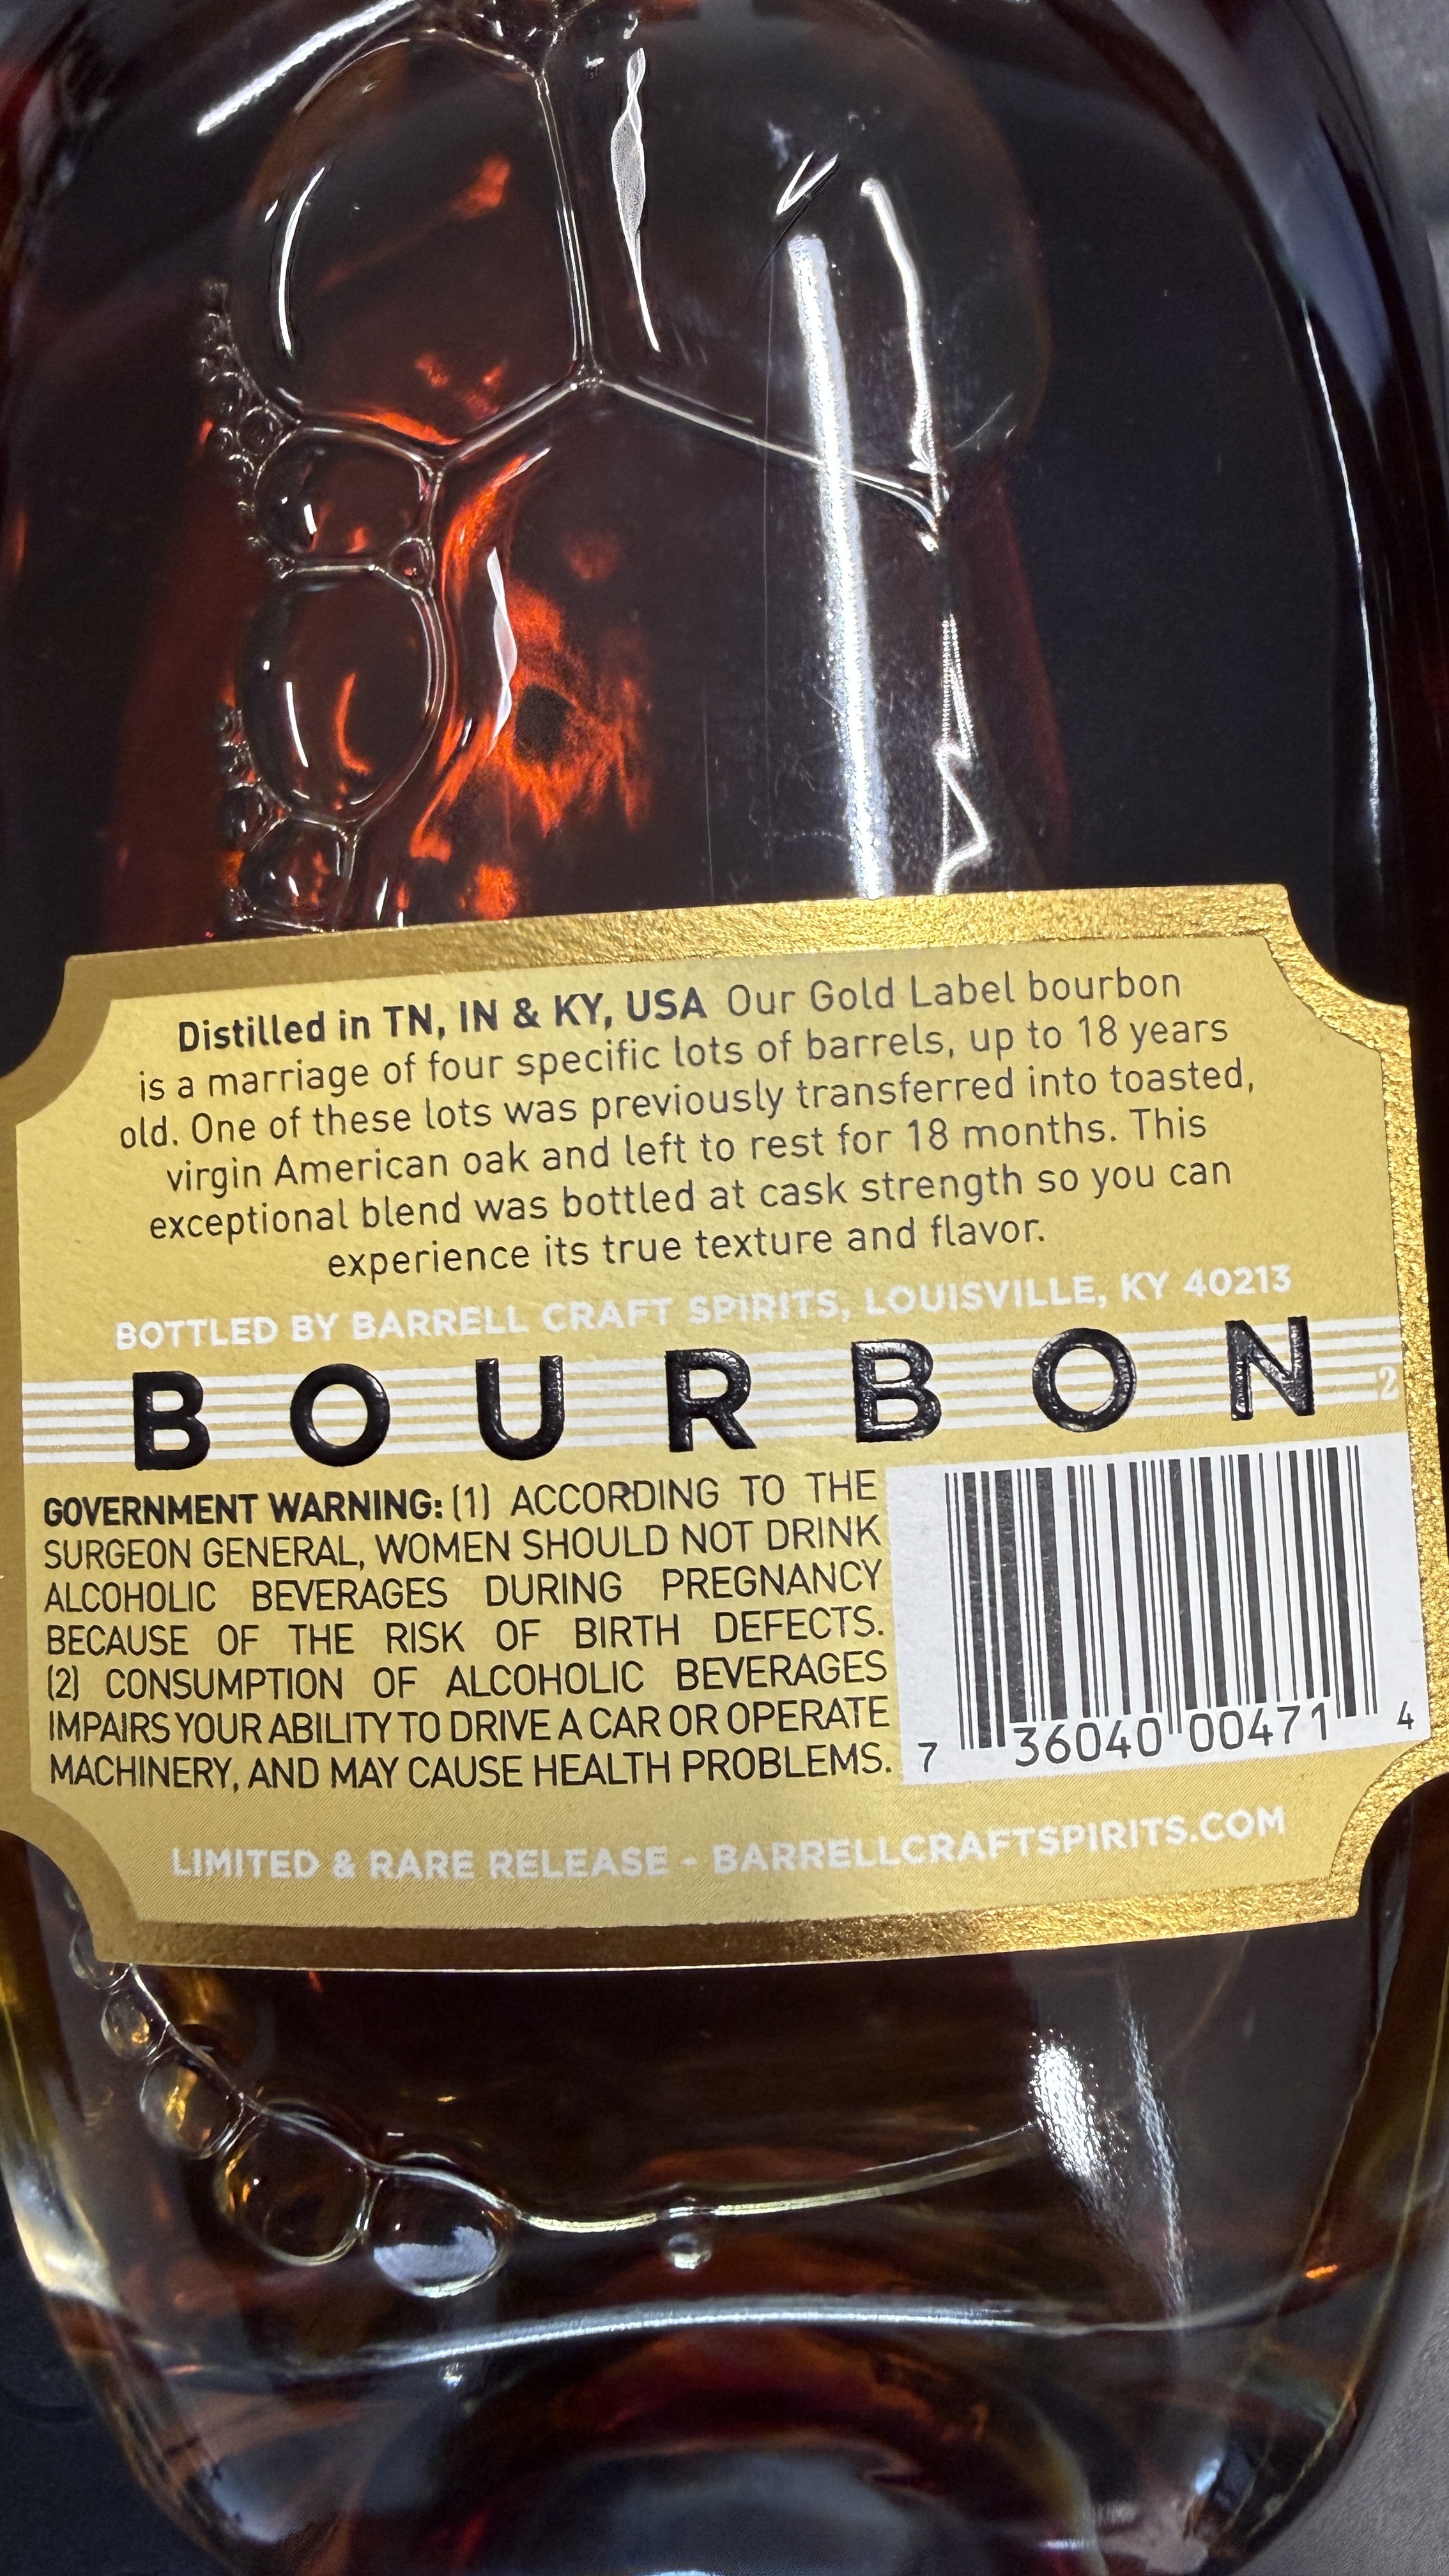 Distilled in TN, IN & KY, USA Our Gold Label bourbon
is a marriage of four specific lots of barrels, up to 18 years
old. One of these lots was previously transferred into toasted,
virgin American oak and left to rest for 18 months. This
exceptional blend was bottled at cask strength so you can
experience its true texture and flavor.
BOTTLED BY BARRELL CRAFT SPIRITS, LOUISVILLE, KY 40213
BOURBON
2
GOVERNMENT WARNING: (1) ACCORDING TO THE
SURGEON GENERAL, WOMEN SHOULD NOT DRINK
ALCOHOLIC BEVERAGES DURING PREGNANCY
BECAUSE OF THE RISK OF BIRTH DEFECTS.
(2) CONSUMPTION OF ALCOHOLIC BEVERAGES
IMPAIRS YOUR ABILITY TO DRIVE A CAR OR OPERATE
MACHINERY, AND MAY CAUSE HEALTH PROBLEMS.
7 36040 00471 4
LIMITED & RARE RELEASE - BARRELLCRAFTSPIRITS.COM